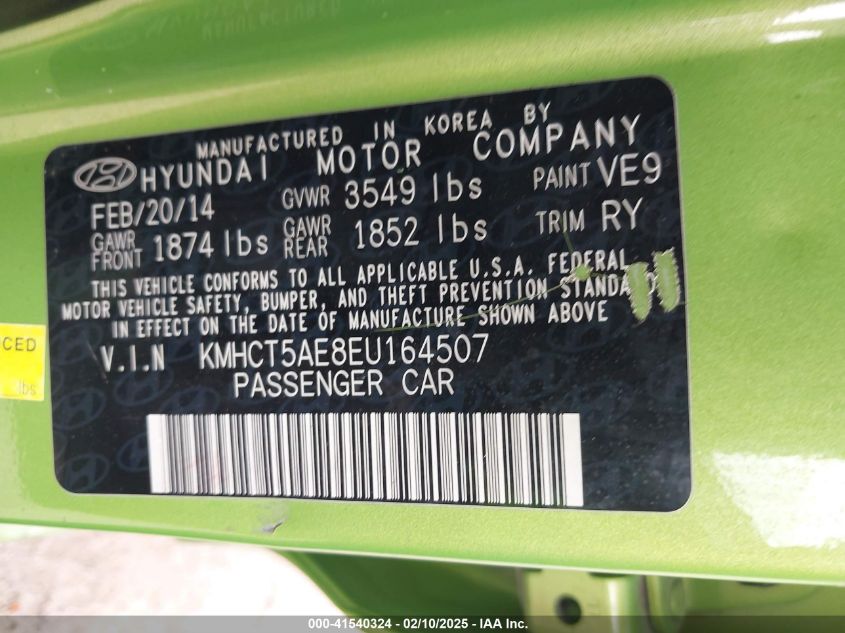 MANUFACTURED IN KOREA BY
HYUNDAI MOTOR COMPANY
FEB/20/14 GVWR 3549 lbs PAINT VE9
GAWR FRONT 1874 lbs GAWR REAR 1852 lbs TRIM RY
THIS VEHICLE CONFORMS TO ALL APPLICABLE U.S.A. FEDERAL
MOTOR VEHICLE SAFETY, BUMPER, AND THEFT PREVENTION STANDA
IN EFFECT ON THE DATE OF MANUFACTURE SHOWN ABOVE
V.I.N KMHCT5AE8EU164507
PASSENGER CAR
CED
lbs
000-41540324 - 02/10/2025 - IAA Inc.